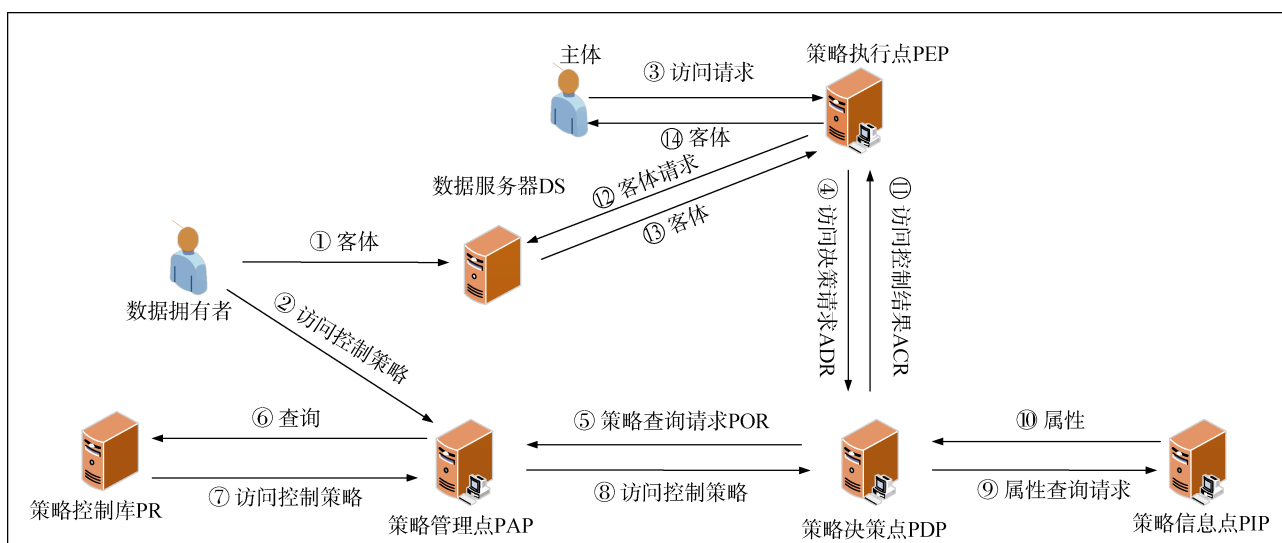 主体
策略执行点PEP
③ 访问请求
⑭ 客体
数据服务器DS
⑫ 客体请求
⑬ 客体
① 客体
④ 访问决策请求ADR
⑪ 访问控制结果ACR
数据拥有者
② 访问控制策略
⑥ 查询
⑤ 策略查询请求POR
⑩ 属性
策略控制库PR
⑦ 访问控制策略
⑧ 访问控制策略
⑨ 属性查询请求
策略管理点PAP
策略决策点PDP
策略信息点PIP